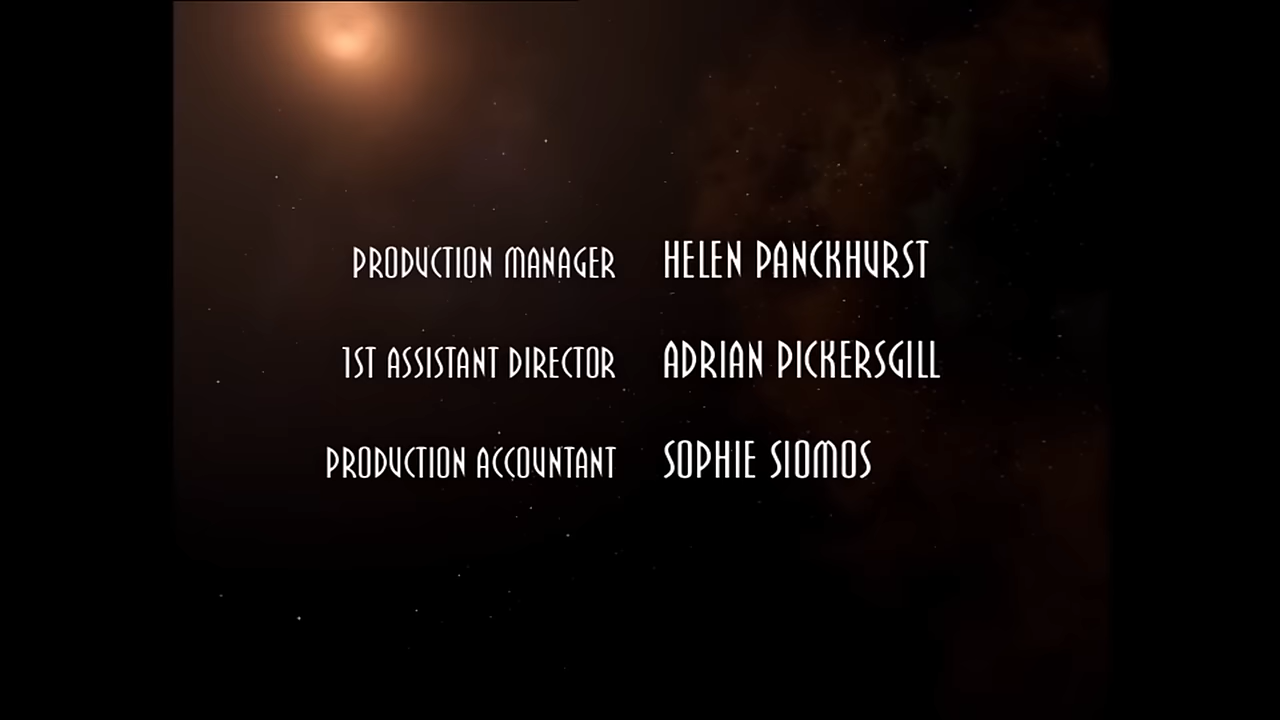 PRODUCTION MANAGER HELEN PANCKHURST
1ST ASSISTANT DIRECTOR ADRIAN PICKERSGILL
PRODUCTION ACCOUNTANT SOPHIE SIOMOS